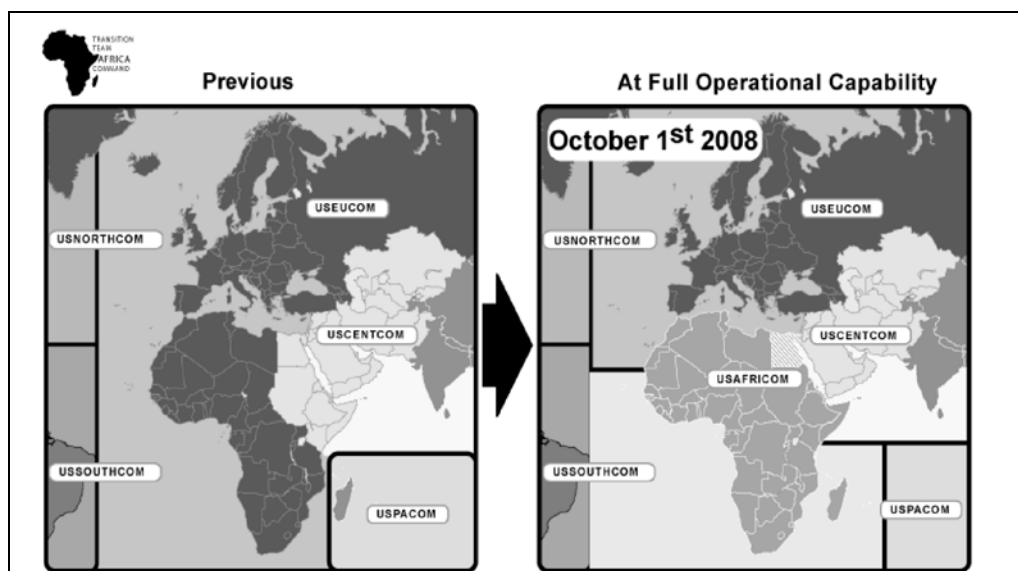 TRANSITION
TEAM
AFRICA
COMMAND
Previous
At Full Operational Capability
October 1st 2008
USEUCOM
USNORTHCOM
USCENTCOM
USSOUTHCOM
USPACOM
USEUCOM
USNORTHCOM
USCENTCOM
USAFRICOM
USSOUTHCOM
USPACOM